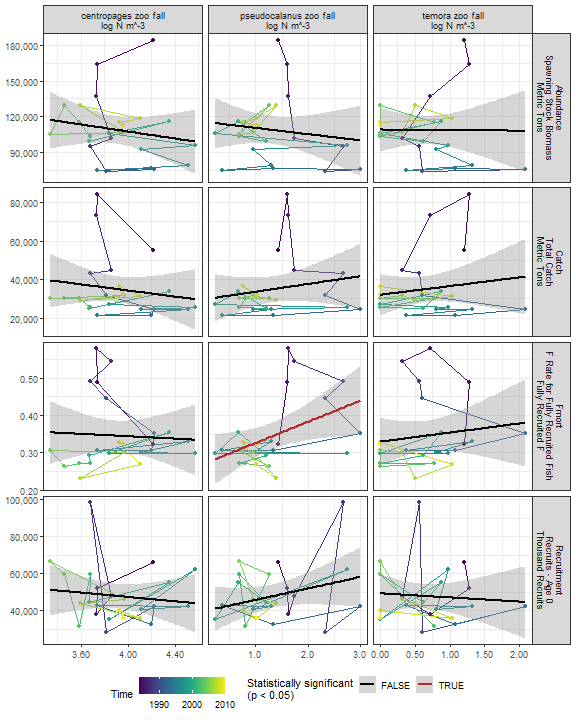 centropages zoo fall
log N m^-3
pseudocalanus zoo fall
log N m^-3
temora zoo fall
log N m^-3
180,000
150,000
120,000
90,000
Abundance
Spawning Stock Biomass
Metric Tons
80,000
60,000
40,000
20,000
Catch
Total Catch
Metric Tons
0.50
0.40
0.30
0.20
Fmort
F Rate for Fully Recruited Fish
Fully Recruited F
100,000
80,000
60,000
40,000
Recruitment
Recruits - Age 0
Thousand Recruits
3.60 4.00 4.40
1.0 2.0 3.0
0.00 0.50 1.00 1.50 2.00
Time
1990 2000 2010
Statistically significant
(p < 0.05)
FALSE
TRUE